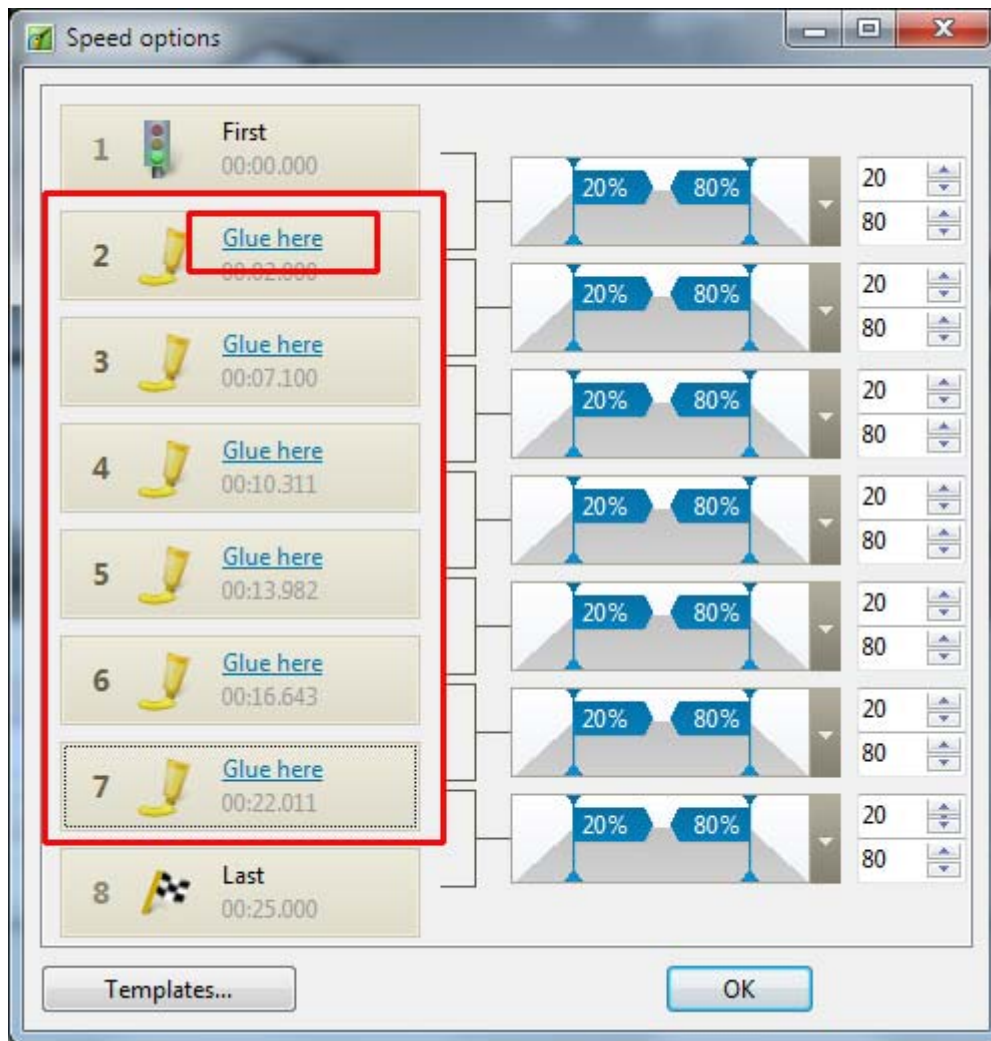 Speed options
1 First
00:00.000
2 Glue here
00:02.000
3 Glue here
00:07.100
4 Glue here
00:10.311
5 Glue here
00:13.982
6 Glue here
00:16.643
7 Glue here
00:22.011
8 Last
00:25.000
20% 80% 20
80
20% 80% 20
80
20% 80% 20
80
20% 80% 20
80
20% 80% 20
80
20% 80% 20
80
20% 80% 20
80
Templates... OK